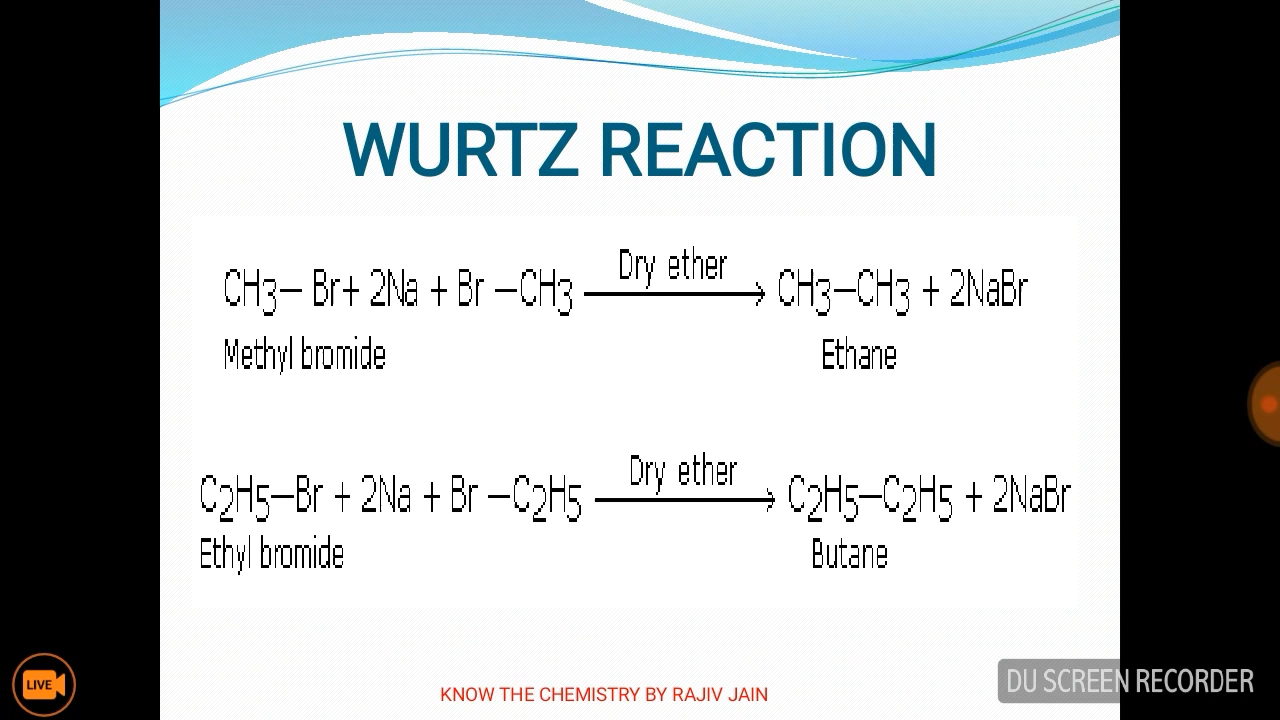 WURTZ REACTION
Dry ether
CH3— Br+ 2Na + Br —CH3 → CH3—CH3 + 2NaBr
Methyl bromide Ethane
Dry ether
C2H5—Br + 2Na + Br —C2H5 → C2H5—C2H5 + 2NaBr
Ethyl bromide Butane
KNOW THE CHEMISTRY BY RAJIV JAIN
LIVE
DU SCREEN RECORDER